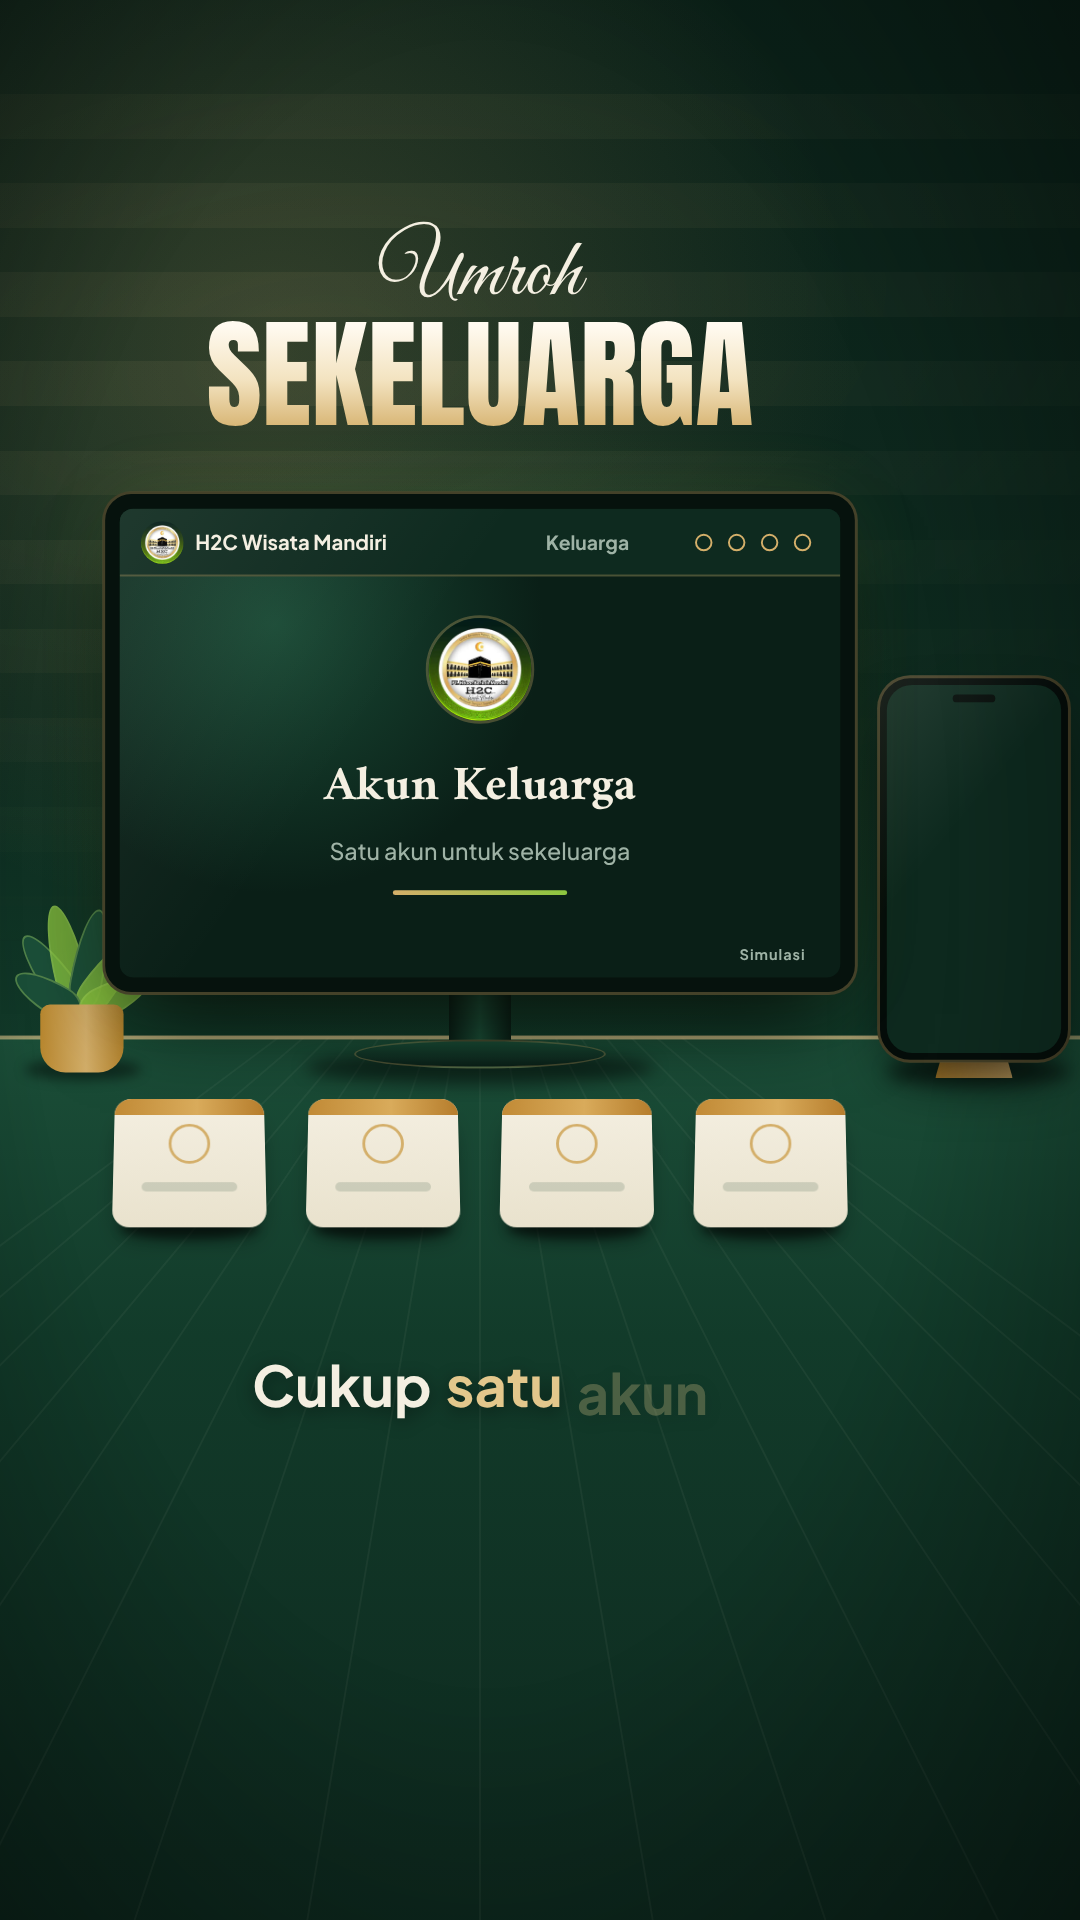 Umroh
SEKELUARGA
H2C Wisata Mandiri
Keluarga
H2C
Akun Keluarga
Satu akun untuk sekeluarga
Simulasi
Cukup satu akun